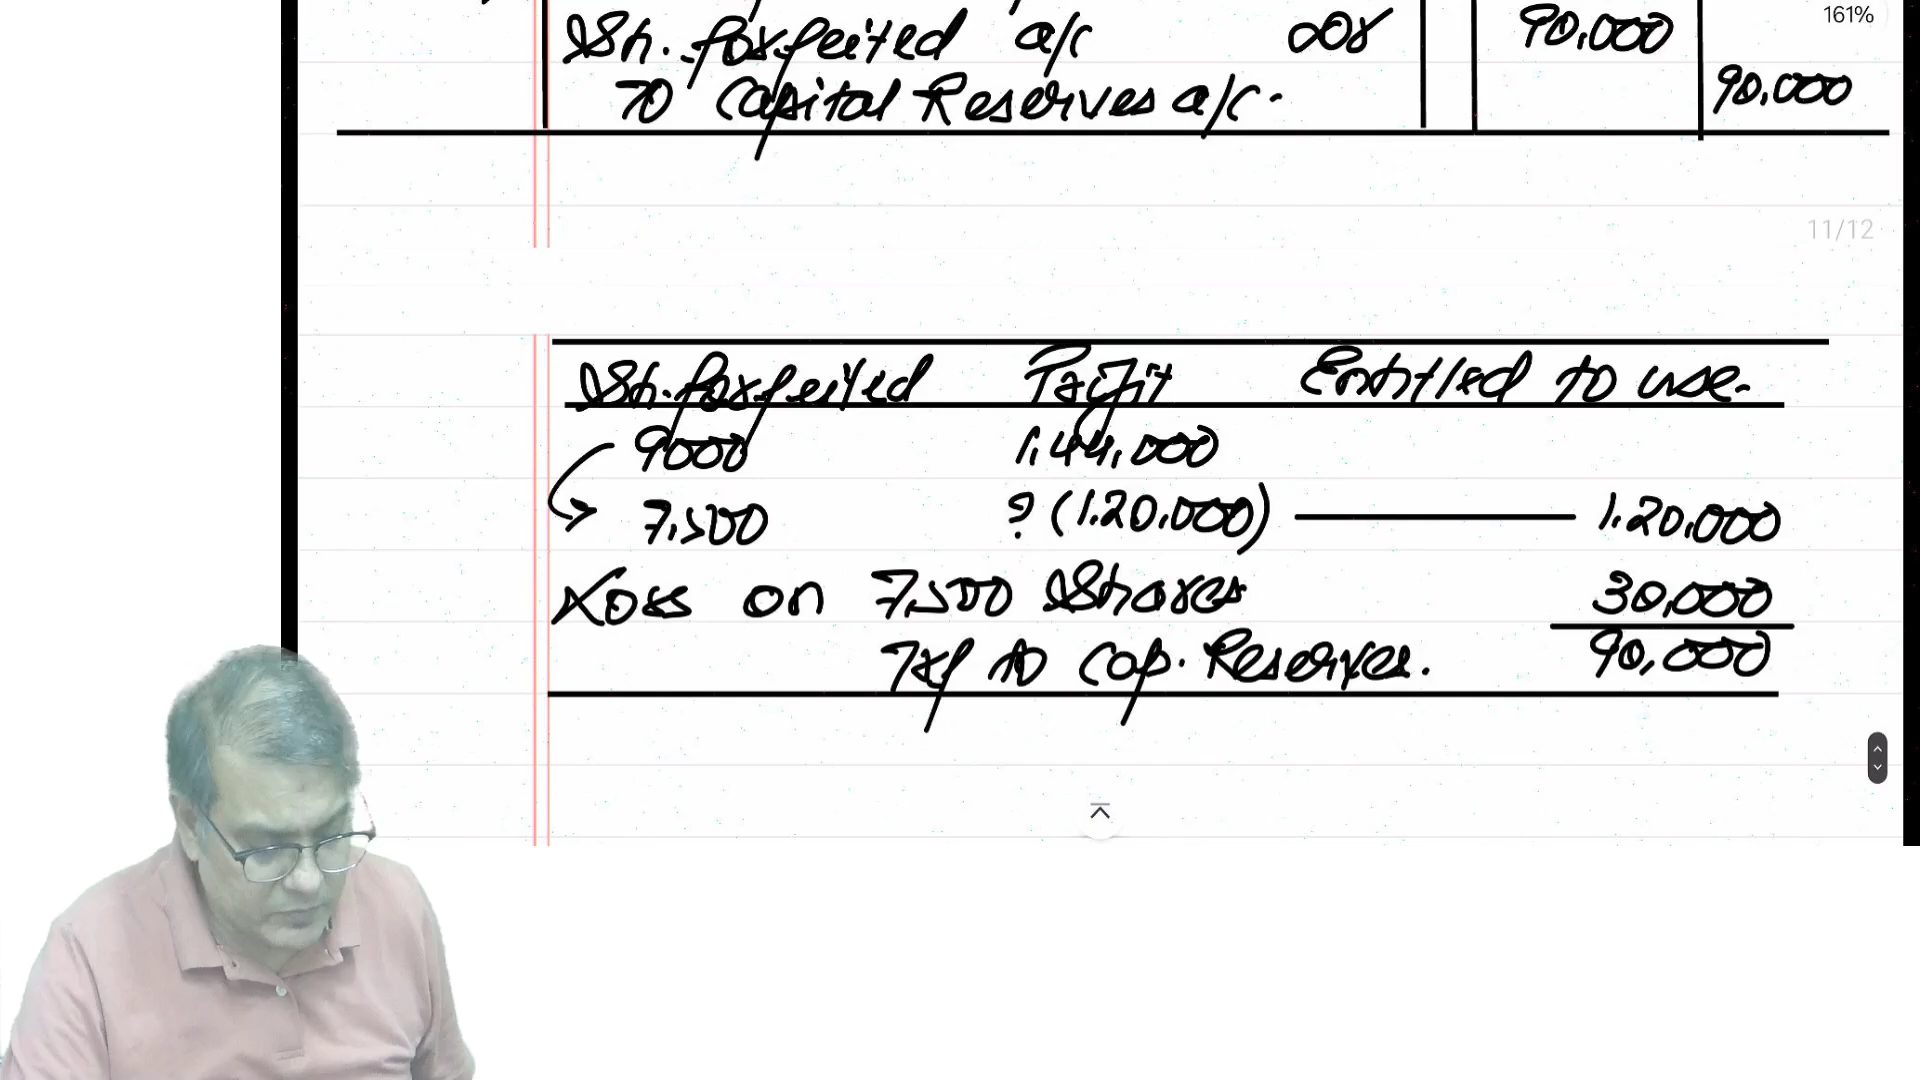 Sh. forfeited a/c Dr 90,000
161%
To Capital Reserves a/c. 90,000
11/12
Sh. forfeited Profit Entitled to use.
9000 1,44,000
7,500 ? (1,20,000) 1,20,000
Loss on 7,500 Shares 30,000
Txf to Cap. Reserves. 90,000